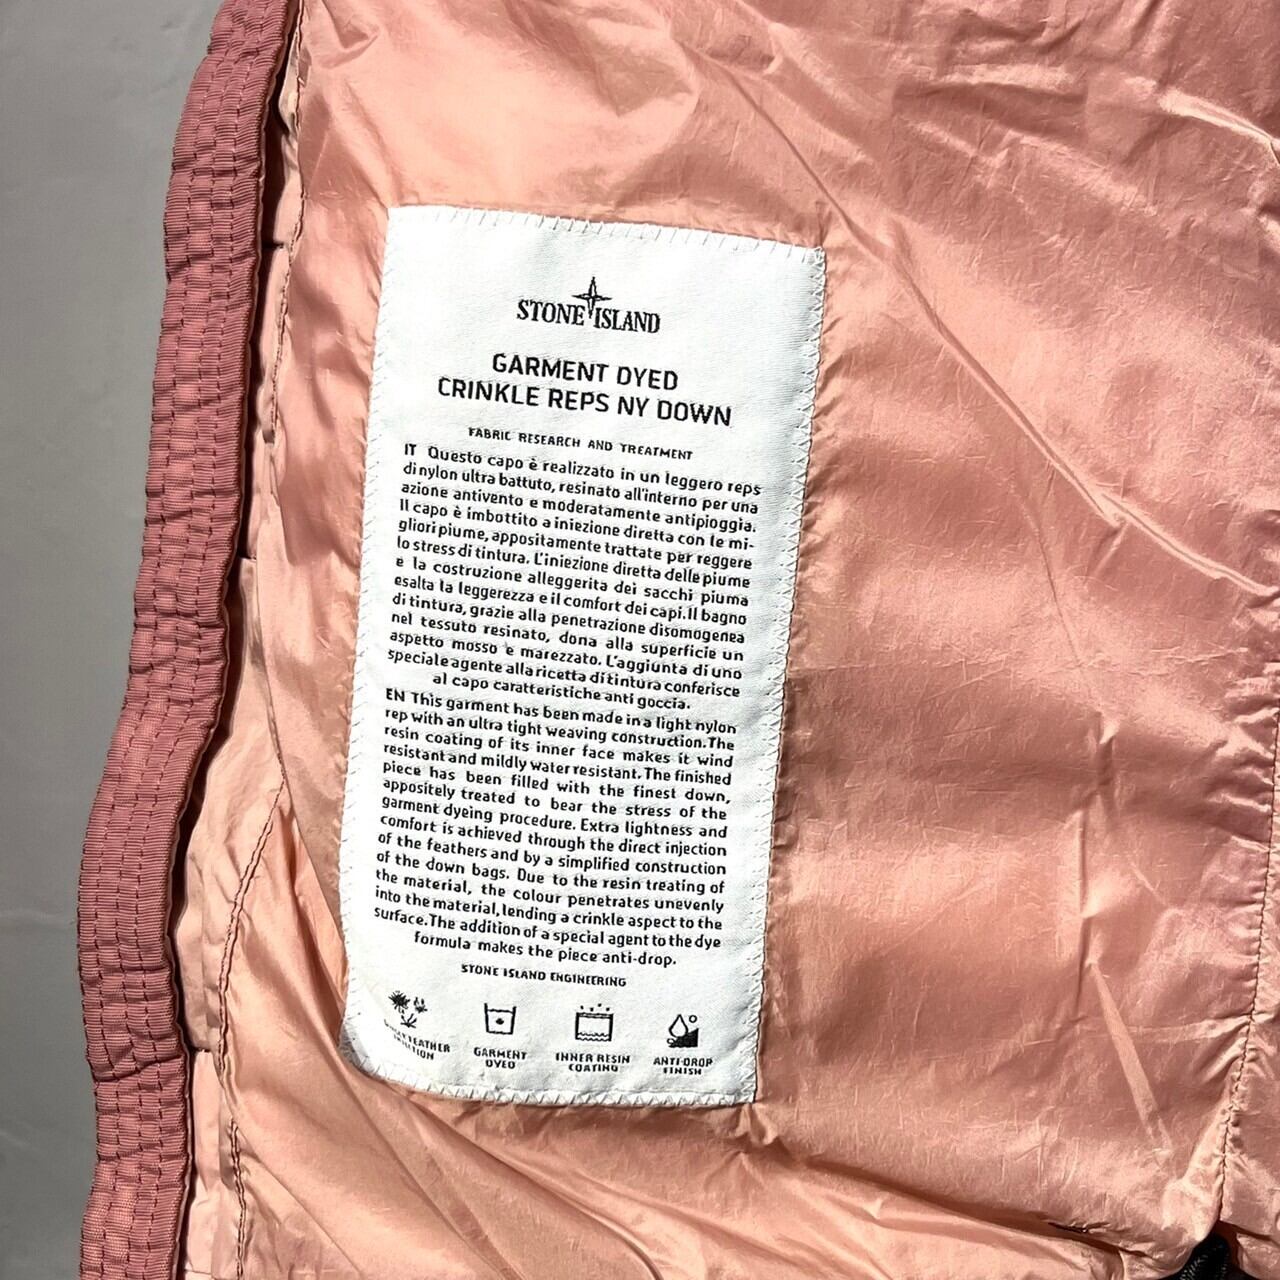 STONE ISLAND
GARMENT DYED
CRINKLE REPS NY DOWN
FABRIC RESEARCH AND TREATMENT
IT Questo capo è realizzato in un leggero reps
di nylon ultra battuto, resinato all'interno per una
azione antivento e moderatamente antipioggia.
Il capo è imbottito a iniezione diretta con le mi-
gliori piume, appositamente trattate per reggere
lo stress di tintura. L'iniezione diretta delle piume
e la costruzione alleggerita dei sacchi piuma
esalta la leggerezza e il comfort dei capi. Il bagno
di tintura, grazie alla penetrazione disomogenea
nel tessuto resinato, dona alla superficie un
aspetto mosso e marezzato. L'aggiunta di uno
speciale agente alla ricetta di tintura conferisce
al capo caratteristiche anti goccia.
EN This garment has been made in a light nylon
rep with an ultra tight weaving construction. The
resin coating of its inner face makes it wind
resistant and mildly water resistant. The finished
piece has been filled with the finest down,
appositely treated to bear the stress of the
garment dyeing procedure. Extra lightness and
comfort is achieved through the direct injection
of the feathers and by a simplified construction
of the down bags. Due to the resin treating of
the material, the colour penetrates unevenly
into the material, lending a crinkle aspect to the
surface. The addition of a special agent to the dye
formula makes the piece anti-drop.
STONE ISLAND ENGINEERING
FEATHER
INJECTION
GARMENT
DYED
INNER RESIN
COATING
ANTI-DROP
FINISH